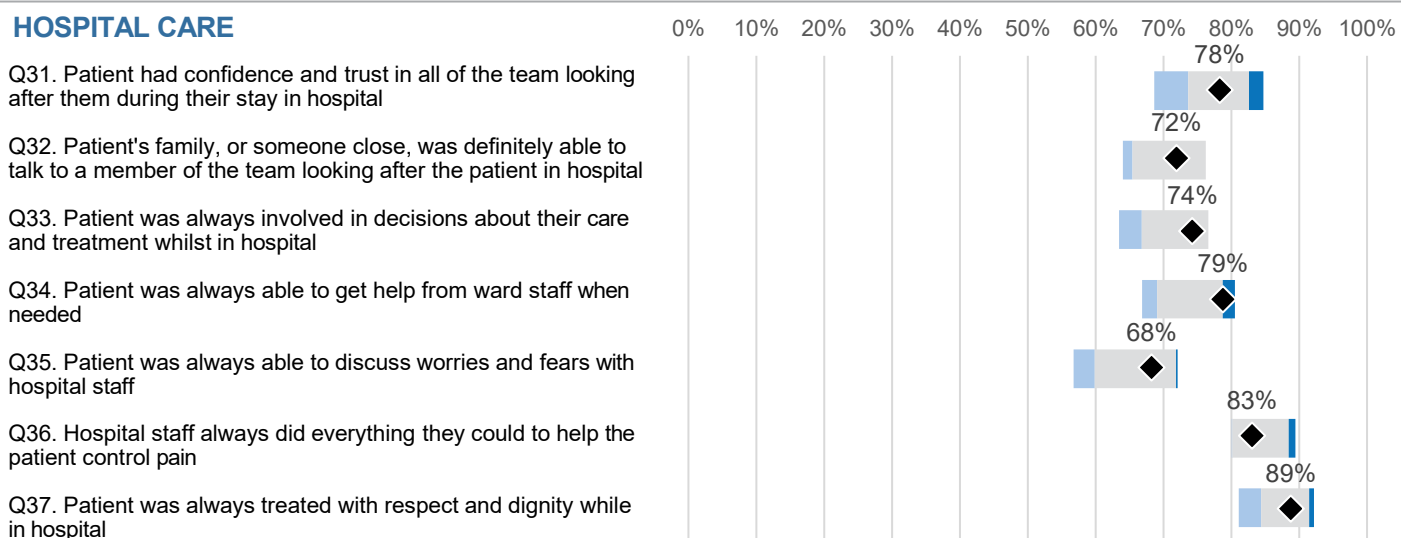 HOSPITAL CARE
0% 10% 20% 30% 40% 50% 60% 70% 80% 90% 100%
78%
Q31. Patient had confidence and trust in all of the team looking
after them during their stay in hospital
72%
Q32. Patient's family, or someone close, was definitely able to
talk to a member of the team looking after the patient in hospital
74%
Q33. Patient was always involved in decisions about their care
and treatment whilst in hospital
79%
Q34. Patient was always able to get help from ward staff when
needed
68%
Q35. Patient was always able to discuss worries and fears with
hospital staff
83%
Q36. Hospital staff always did everything they could to help the
patient control pain
89%
Q37. Patient was always treated with respect and dignity while
in hospital